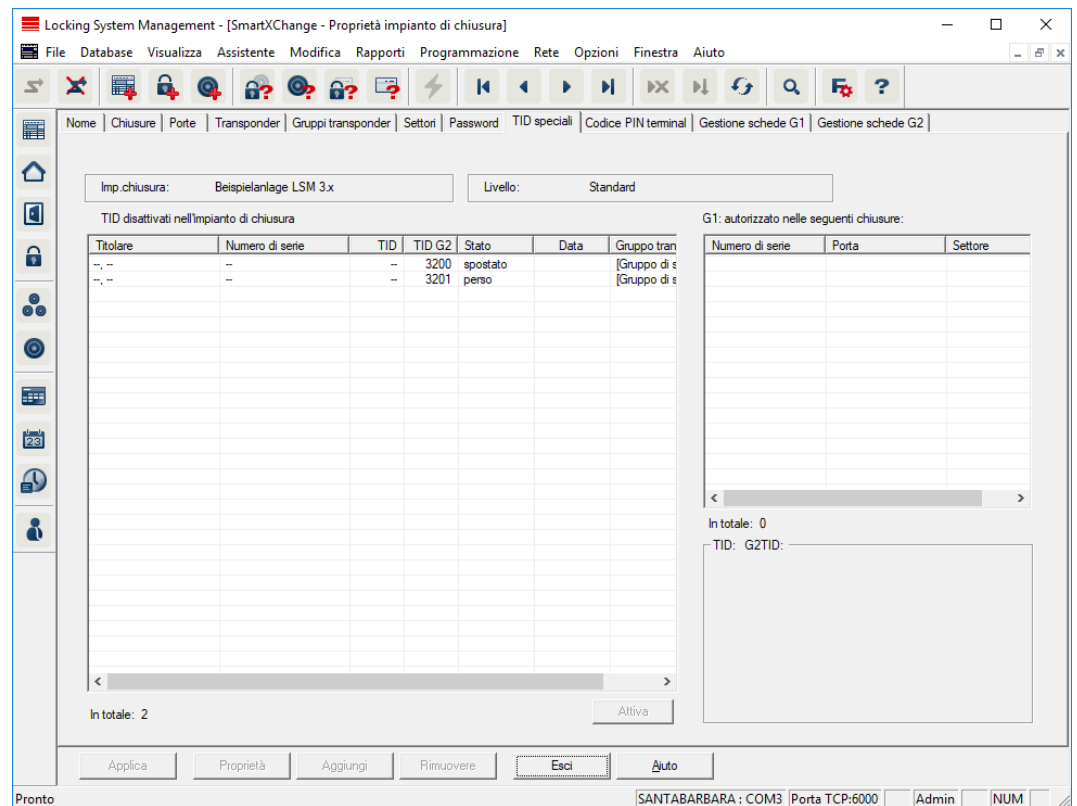 Locking System Management - [SmartXChange - Proprietà impianto di chiusura]
File Database Visualizza Assistente Modifica Rapporti Programmazione Rete Opzioni Finestra Aiuto
Nome Chiusure Porte Transponder Gruppi transponder Settori Password TID speciali Codice PIN terminal Gestione schede G1 Gestione schede G2
Imp.chiusura: Beispielanlage LSM 3.x Livello: Standard
TID disattivati nell'impianto di chiusura G1: autorizzato nelle seguenti chiusure:
Titolare Numero di serie TID TID G2 Stato Data Gruppo tran Numero di serie Porta Settore
--, -- -- -- 3200 spostato [Gruppo di s
--, -- -- -- 3201 perso [Gruppo di s
In totale: 0
TID: G2TID:
In totale: 2 Attiva
Applica Proprietà Aggiungi Rimuovere Esci Aiuto
Pronto SANTABARBARA : COM3 Porta TCP:6000 Admin NUM